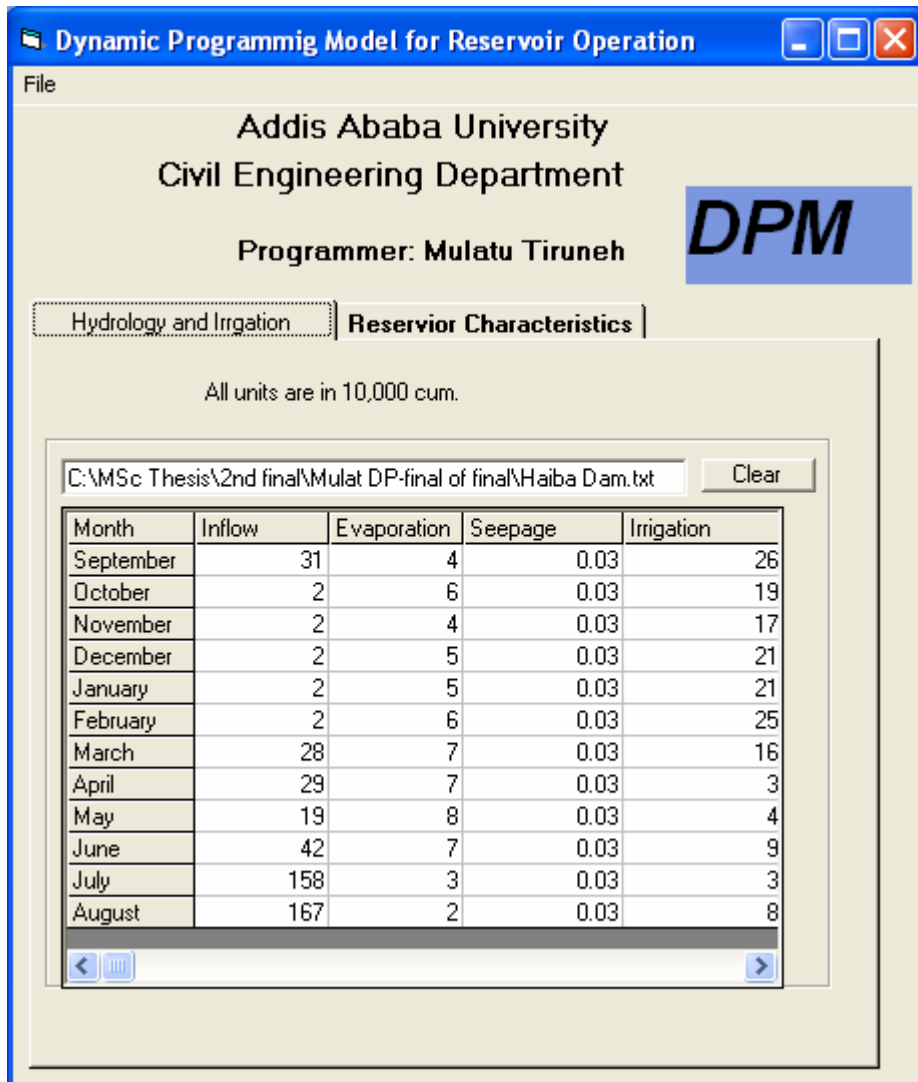 Dynamic Programmig Model for Reservoir Operation
File
Addis Ababa University
Civil Engineering Department
DPM
Programmer: Mulatu Tiruneh
Hydrology and Irrgation Reservior Characteristics
All units are in 10,000 cum.
C:\MSc Thesis\2nd final\Mulat DP-final of final\Haiba Dam.txt Clear
Month Inflow Evaporation Seepage Irrigation
September 31 4 0.03 26
October 2 6 0.03 19
November 2 4 0.03 17
December 2 5 0.03 21
January 2 5 0.03 21
February 2 6 0.03 25
March 28 7 0.03 16
April 29 7 0.03 3
May 19 8 0.03 4
June 42 7 0.03 9
July 158 3 0.03 3
August 167 2 0.03 8